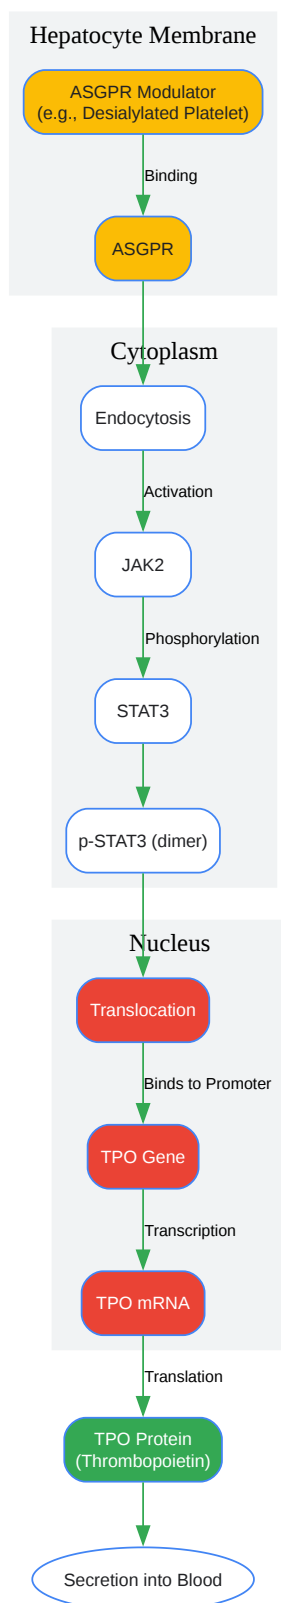 Hepatocyte Membrane
ASGPR Modulator
(e.g., Desialylated Platelet)
Binding
ASGPR
Cytoplasm
Endocytosis
Activation
JAK2
Phosphorylation
STAT3
p-STAT3 (dimer)
Nucleus
Translocation
Binds to Promoter
TPO Gene
Transcription
TPO mRNA
Translation
TPO Protein
(Thrombopoietin)
Secretion into Blood